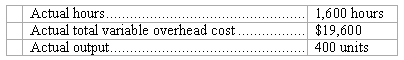 Actual hours................................................ 1,600 hours
Actual total variable overhead cost................ $19,600
Actual output............................................... 400 units